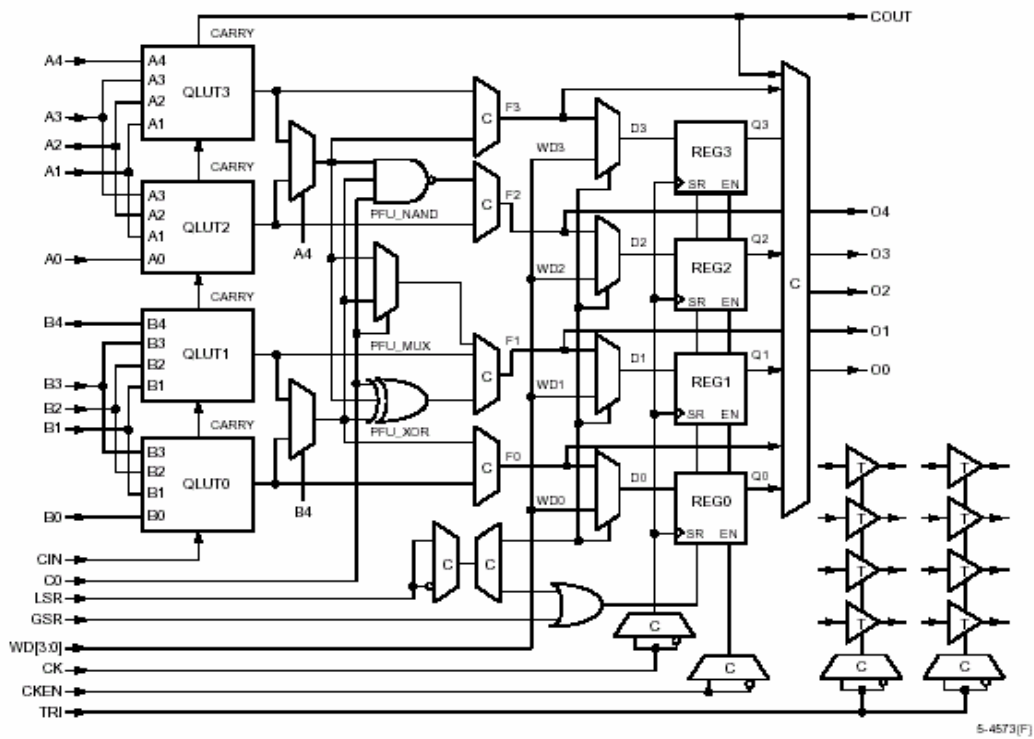 CARRY
COUT
A4
A3
A2
A1
A4
A3
A2
A1
QLUT3
CARRY
A3
A2
A1
A0
QLUT2
A0
CARRY
B4
B3
B2
B1
B4
B3
B2
B1
QLUT1
CARRY
B3
B2
B1
B0
QLUT0
B0
CIN
C0
LSR
GSR
WD[3:0]
CK
CKEN
TRI
A4
B4
PFU_NAND
PFU_MUX
PFU_XOR
C
F3
C
F2
C
F1
C
F0
WD3
D3
WD2
D2
WD1
D1
WD0
D0
REG3
SR EN
Q3
REG2
SR EN
Q2
REG1
SR EN
Q1
REG0
SR EN
Q0
C
O4
O3
O2
O1
O0
C
C
C
C
T
T
T
T
T
T
T
T
C
C
5-4573(F)